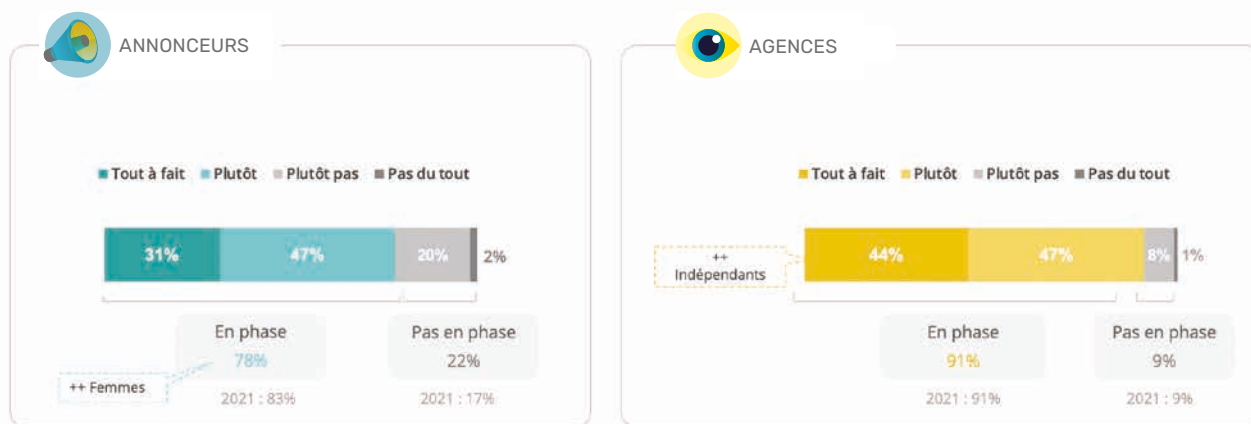 ANNONCEURS
Tout à fait Plutôt Plutôt pas Pas du tout
31% 47% 20% 2%
En phase Pas en phase
78% 22%
++ Femmes
2021 : 83% 2021 : 17%
AGENCES
Tout à fait Plutôt Plutôt pas Pas du tout
++
Indépendants
44% 47% 8% 1%
En phase Pas en phase
91% 9%
2021 : 91% 2021 : 9%